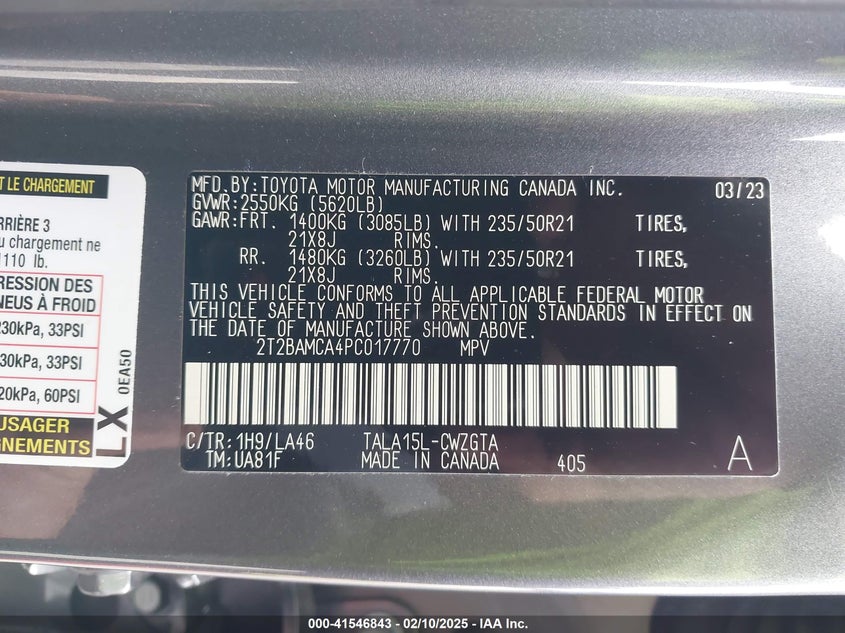 T LE CHARGEMENT
RRIÈRE 3
u chargement ne
1110 lb.
RESSION DES
NEUS À FROID
230kPa, 33PSI
30kPa, 33PSI
20kPa, 60PSI
USAGER
GNEMENTS
LX
0EA50
MFD.BY:TOYOTA MOTOR MANUFACTURING CANADA INC. 03/23
GVWR:2550KG (5620LB)
GAWR:FRT. 1400KG (3085LB) WITH 235/50R21 TIRES,
21X8J RIMS.
RR. 1480KG (3260LB) WITH 235/50R21 TIRES,
21X8J RIMS.
THIS VEHICLE CONFORMS TO ALL APPLICABLE FEDERAL MOTOR
VEHICLE SAFETY AND THEFT PREVENTION STANDARDS IN EFFECT ON
THE DATE OF MANUFACTURE SHOWN ABOVE.
2T2BAMCA4PC017770 MPV
C/TR:1H9/LA46 TALA15L-CWZGTA
TM:UA81F MADE IN CANADA 405 A
000-41546843 - 02/10/2025 - IAA Inc.